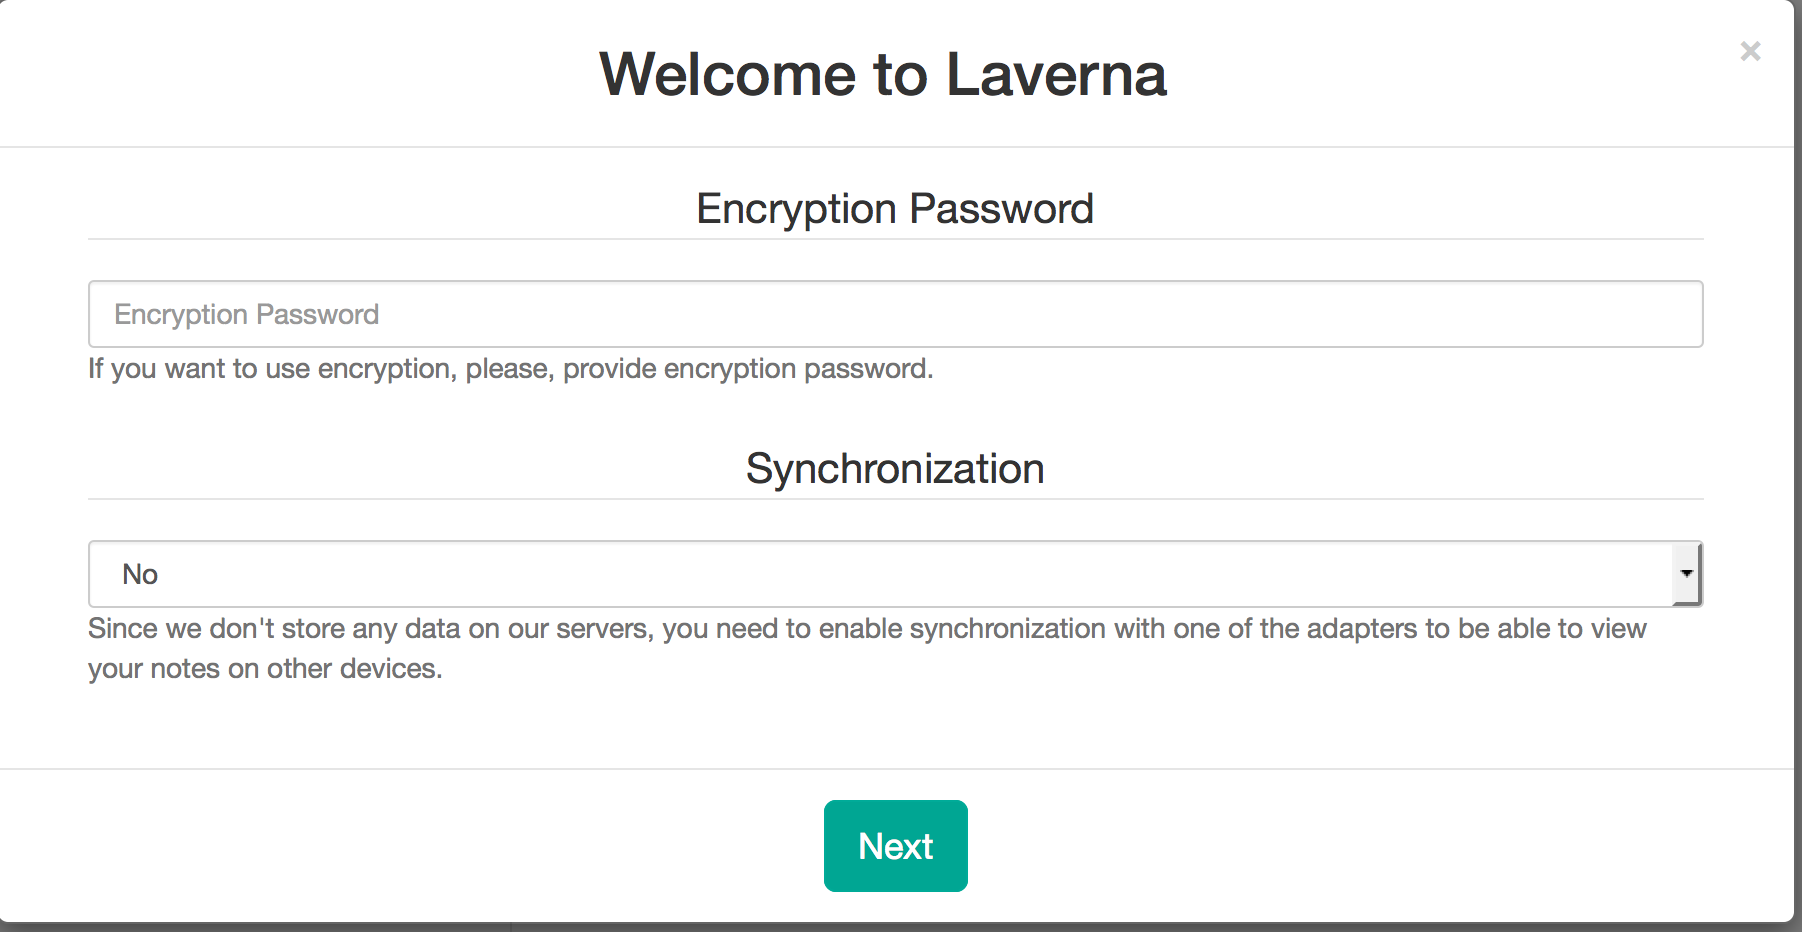 Welcome to Laverna
×
Encryption Password
Encryption Password
If you want to use encryption, please, provide encryption password.
Synchronization
No
Since we don't store any data on our servers, you need to enable synchronization with one of the adapters to be able to view
your notes on other devices.
Next